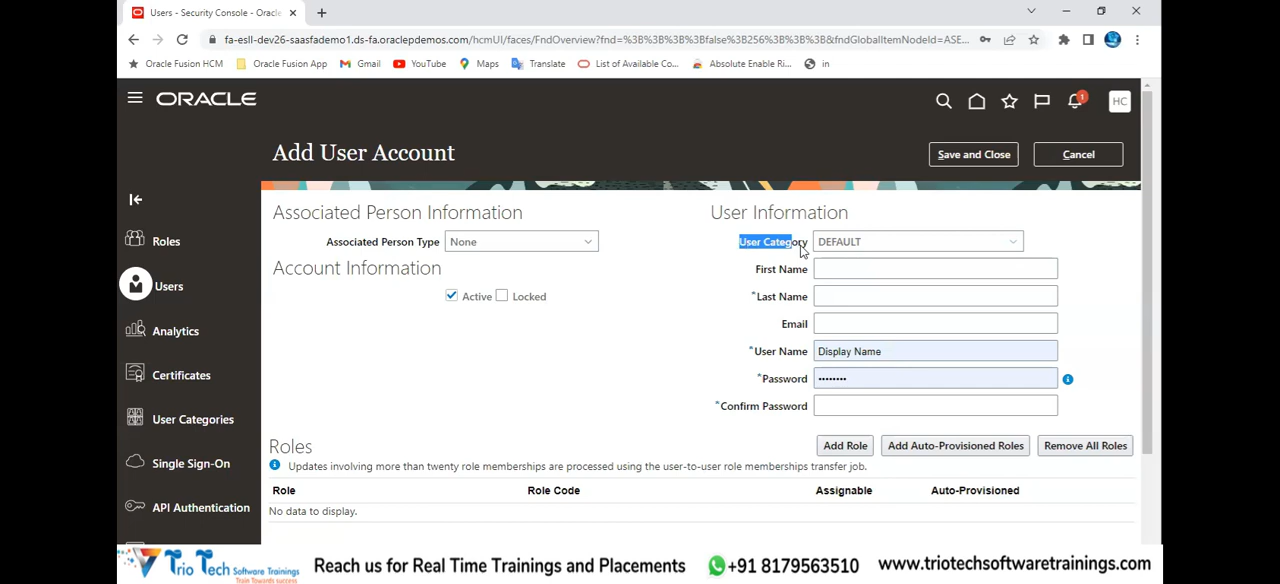 Users - Security Console - Oracle
fa-esll-dev26-saasfademo1.ds-fa.oraclepdemos.com/hcmUI/faces/FndOverview?fnd=%3B%3B%3B%3Bfalse%3B256%3B%3B%3B&fndGlobalItemNodeId=ASE...
Oracle Fusion HCM
Oracle Fusion App
Gmail
YouTube
Maps
Translate
List of Available Co...
Absolute Enable Ri...
in
ORACLE
1
HC
Add User Account
Save and Close
Cancel
Associated Person Information
User Information
Associated Person Type None
User Category DEFAULT
Roles
First Name
Account Information
Users
Active Locked
*Last Name
Email
Analytics
*User Name Display Name
Certificates
*Password ••••••••
*Confirm Password
User Categories
Roles
Add Role
Add Auto-Provisioned Roles
Remove All Roles
Single Sign-On
Updates involving more than twenty role memberships are processed using the user-to-user role memberships transfer job.
Role Role Code Assignable Auto-Provisioned
API Authentication
No data to display.
Trio Tech Software Trainings
Train Towards success
Reach us for Real Time Trainings and Placements
+91 8179563510
www.triotechsoftwaretrainings.com